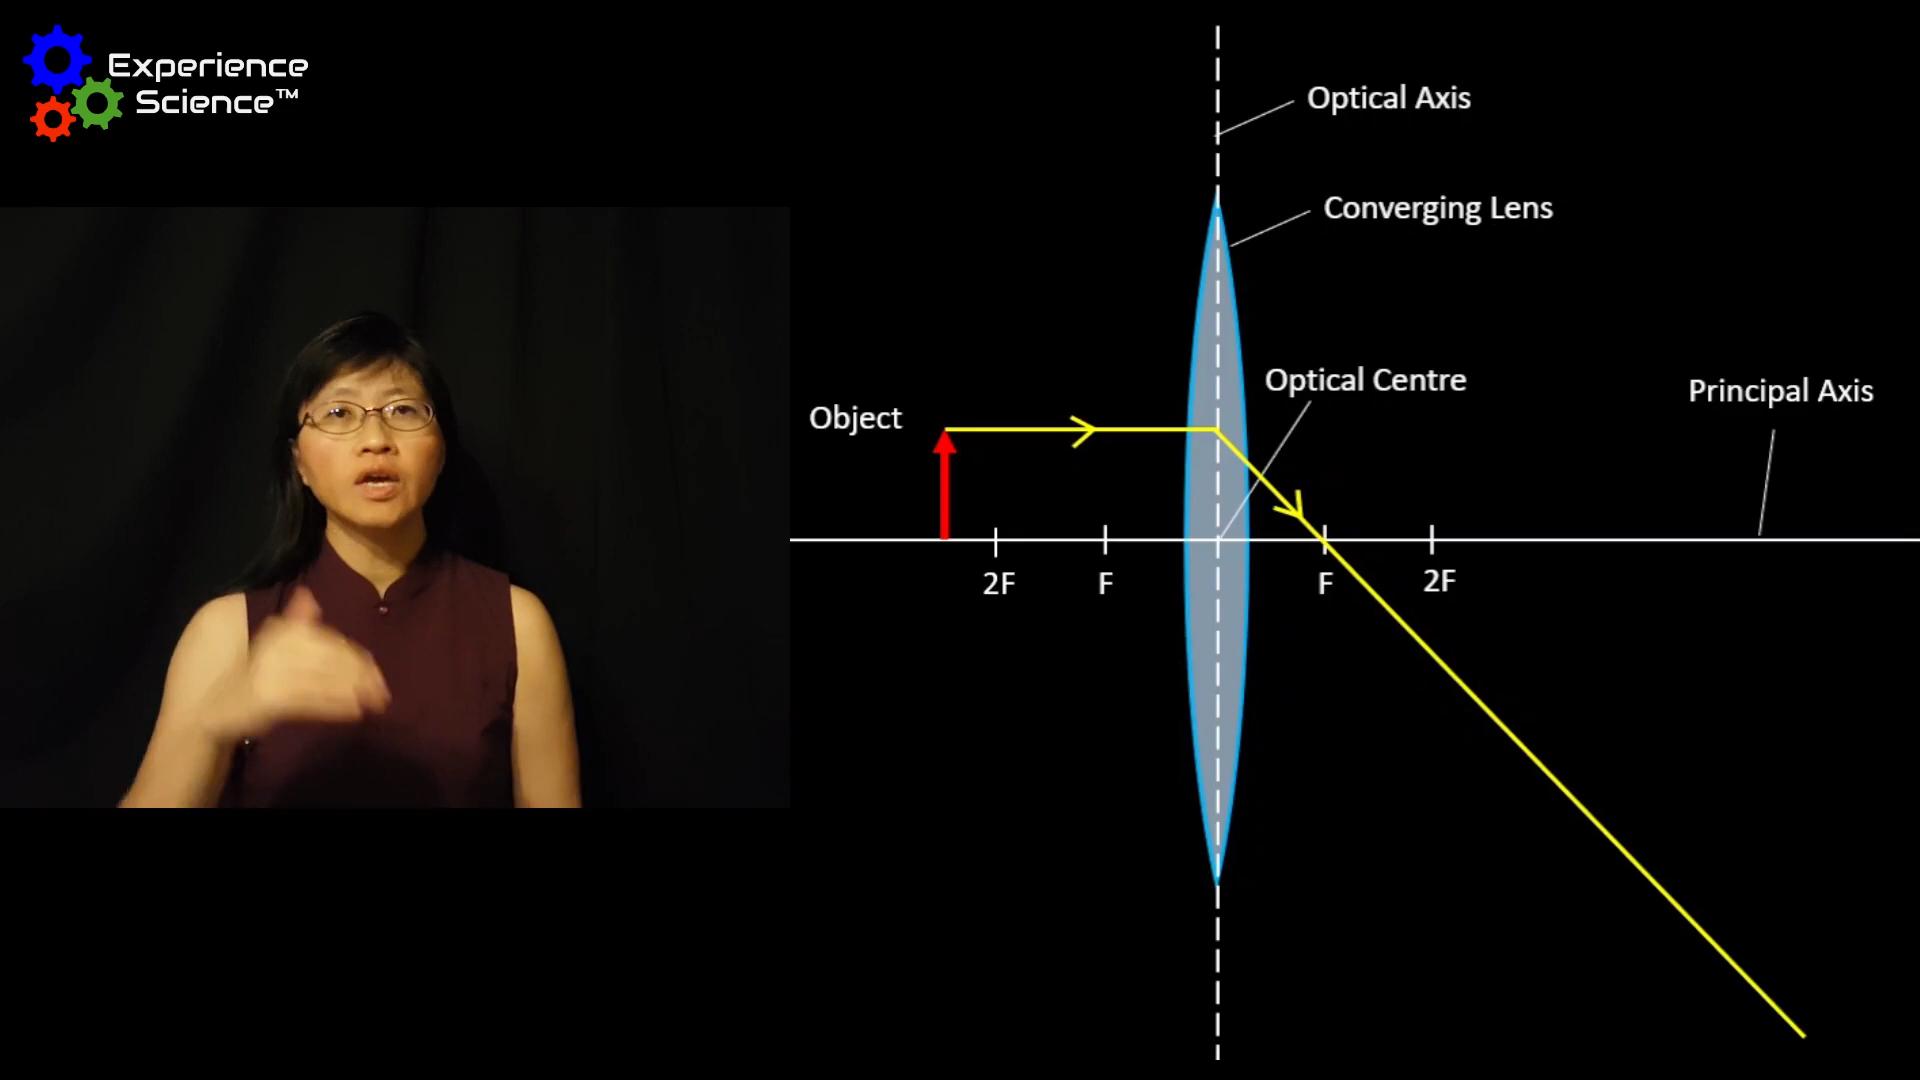 Experience
Science™
Optical Axis
Converging Lens
Optical Centre
Principal Axis
Object
2F
F
F
2F